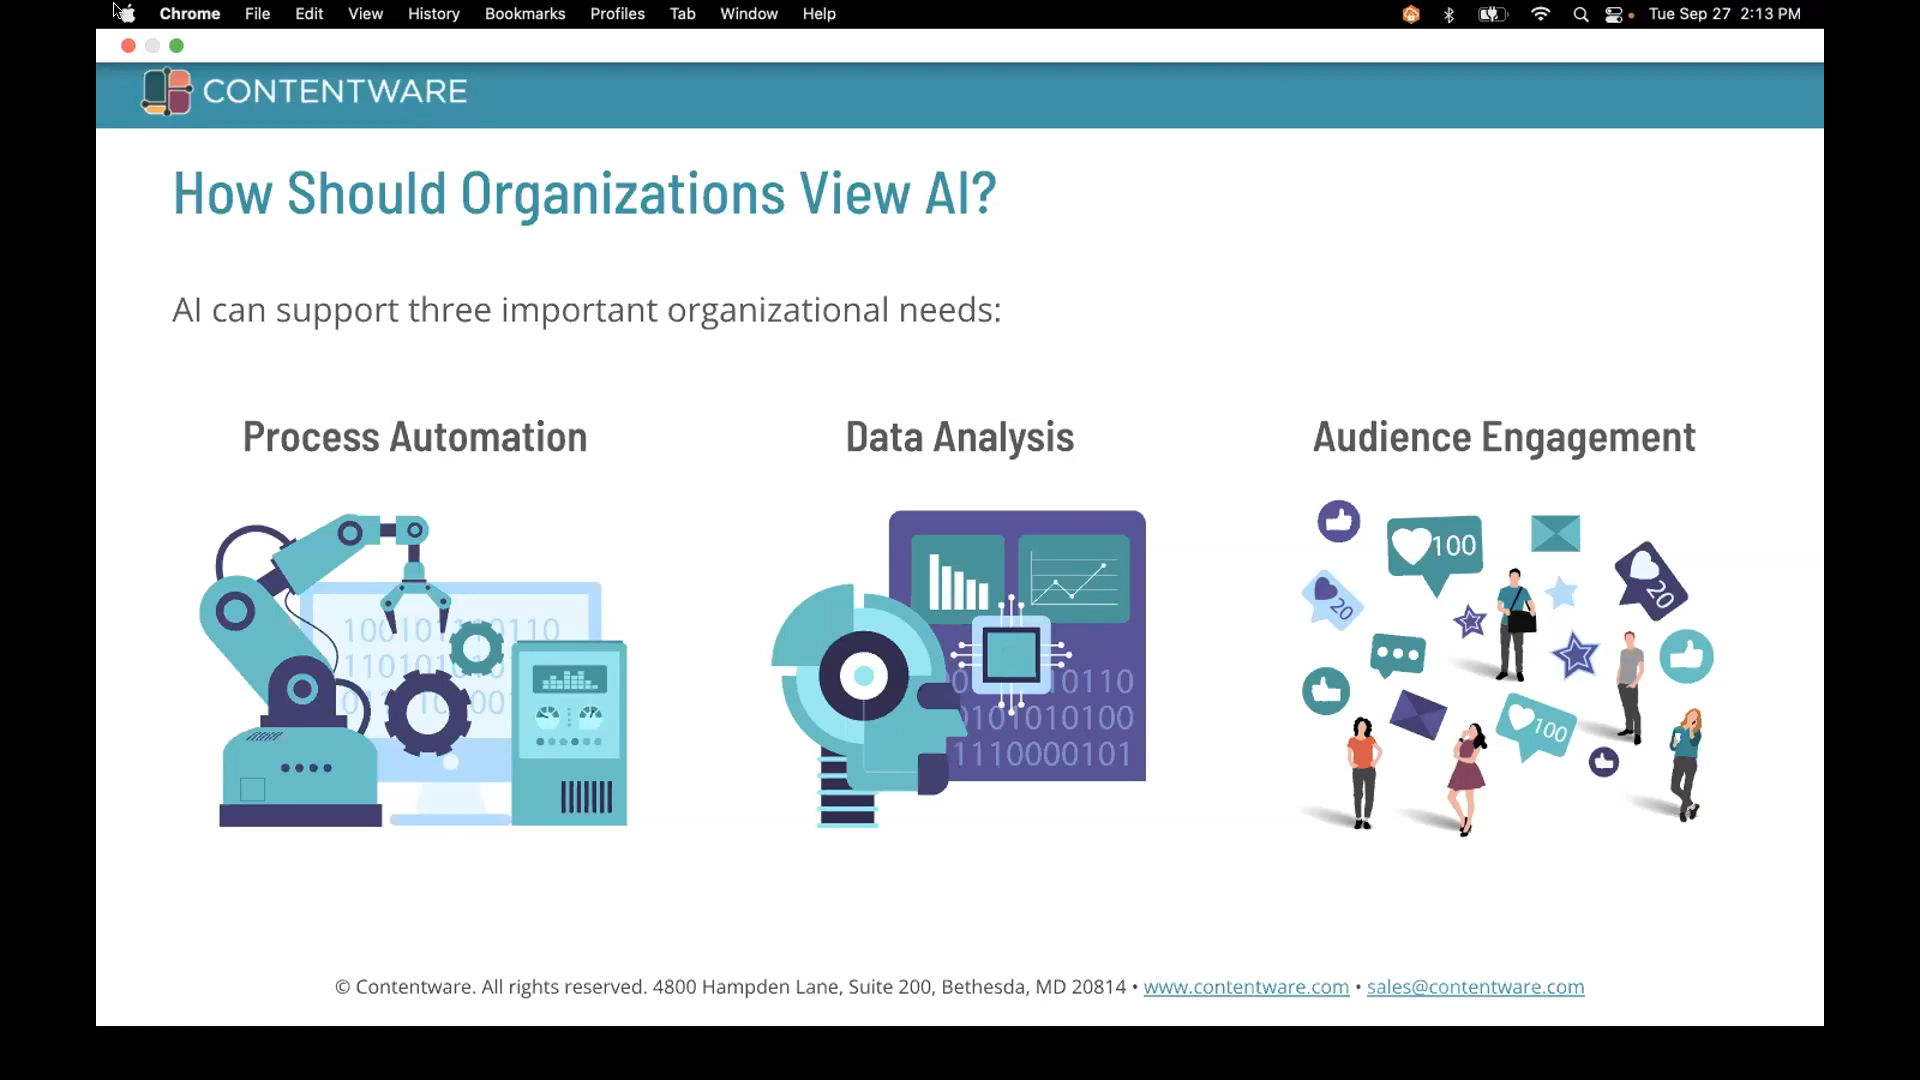 Chrome File Edit View History Bookmarks Profiles Tab Window Help Tue Sep 27 2:13 PM
CONTENTWARE
How Should Organizations View AI?
AI can support three important organizational needs:
Process Automation
Data Analysis
Audience Engagement
100
20
20
100
0110
0101010100
1110000101
© Contentware. All rights reserved. 4800 Hampden Lane, Suite 200, Bethesda, MD 20814 • www.contentware.com • sales@contentware.com